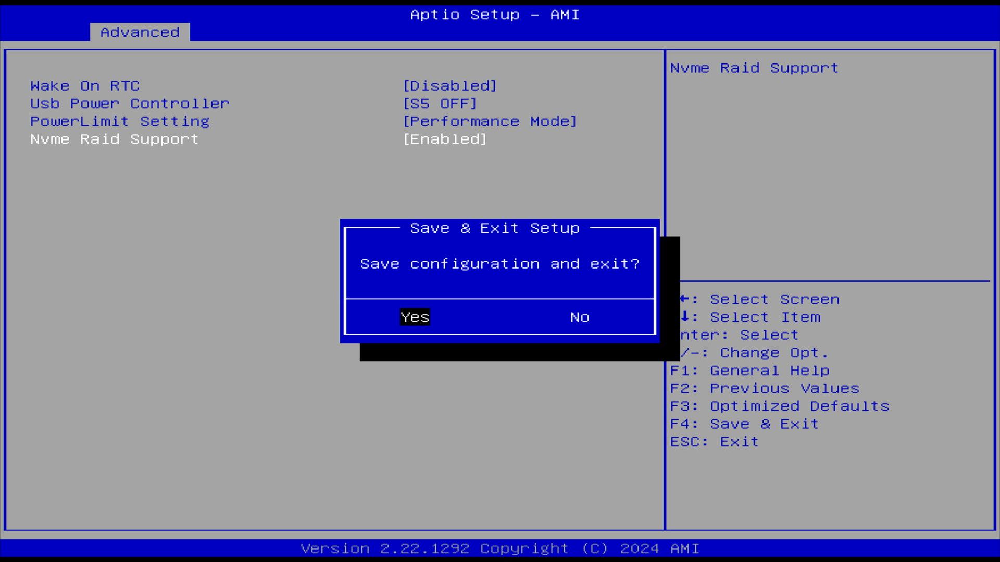 Aptio Setup - AMI
Advanced
Wake On RTC [Disabled]
Usb Power Controller [S5 OFF]
PowerLimit Setting [Performance Mode]
Nvme Raid Support [Enabled]
Nvme Raid Support
Save & Exit Setup
Save configuration and exit?
Yes No
←: Select Screen
↓: Select Item
nter: Select
/-: Change Opt.
F1: General Help
F2: Previous Values
F3: Optimized Defaults
F4: Save & Exit
ESC: Exit
Version 2.22.1292 Copyright (C) 2024 AMI